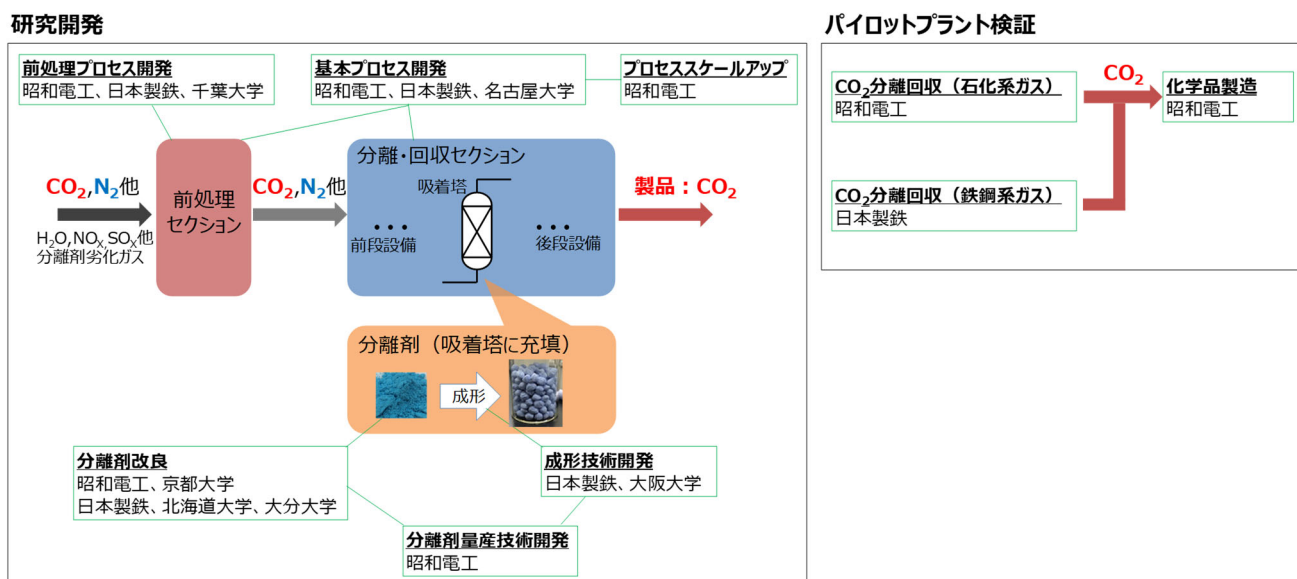 研究開発
前処理プロセス開発
昭和電工、日本製鉄、千葉大学
基本プロセス開発
昭和電工、日本製鉄、名古屋大学
プロセススケールアップ
昭和電工
CO₂,N₂他
H₂O,NOX,SOX他
分離剤劣化ガス
前処理
セクション
CO₂,N₂他
分離・回収セクション
吸着塔
・・・
前段設備
・・・
後段設備
製品：CO₂
分離剤（吸着塔に充填）
成形
分離剤改良
昭和電工、京都大学
日本製鉄、北海道大学、大分大学
成形技術開発
日本製鉄、大阪大学
分離剤量産技術開発
昭和電工
パイロットプラント検証
CO₂分離回収（石化系ガス）
昭和電工
CO₂
化学品製造
昭和電工
CO₂分離回収（鉄鋼系ガス）
日本製鉄